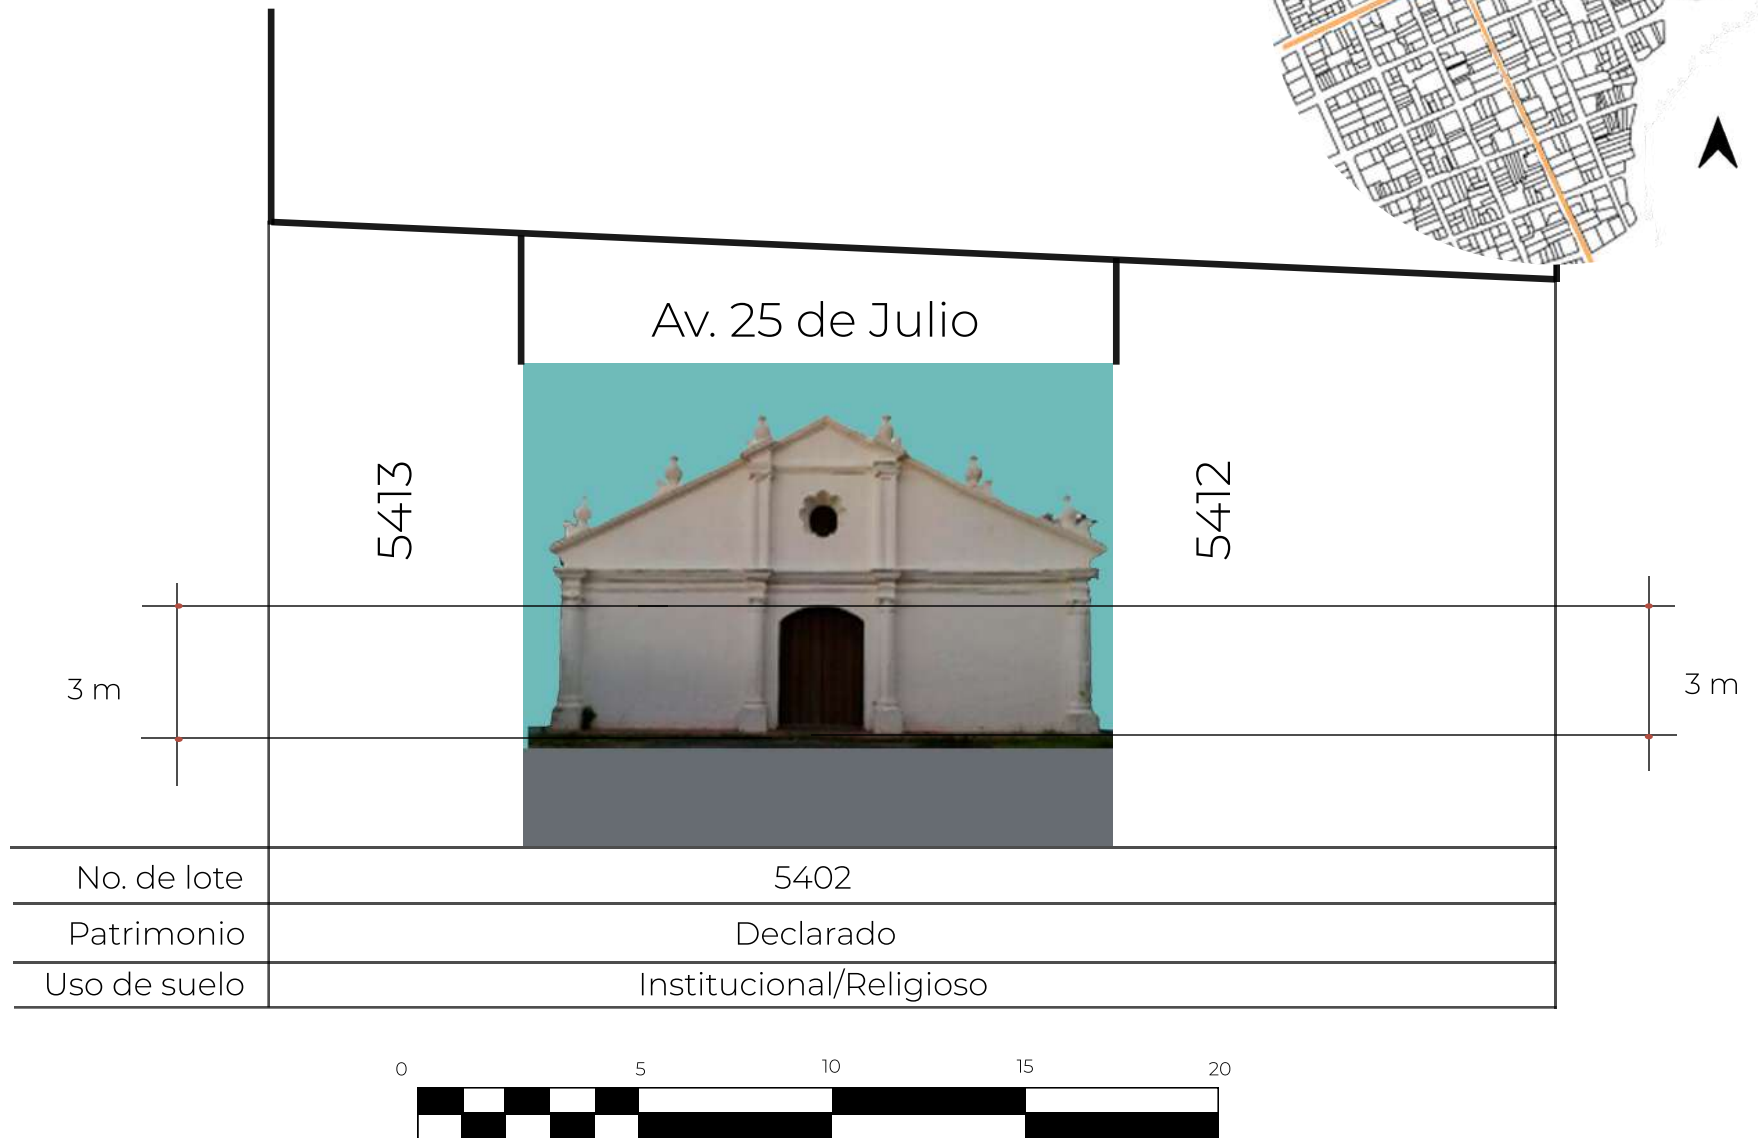 Av. 25 de Julio
5413
5412
3 m
3 m
No. de lote
5402
Patrimonio
Declarado
Uso de suelo
Institucional/Religioso
0 5 10 15 20